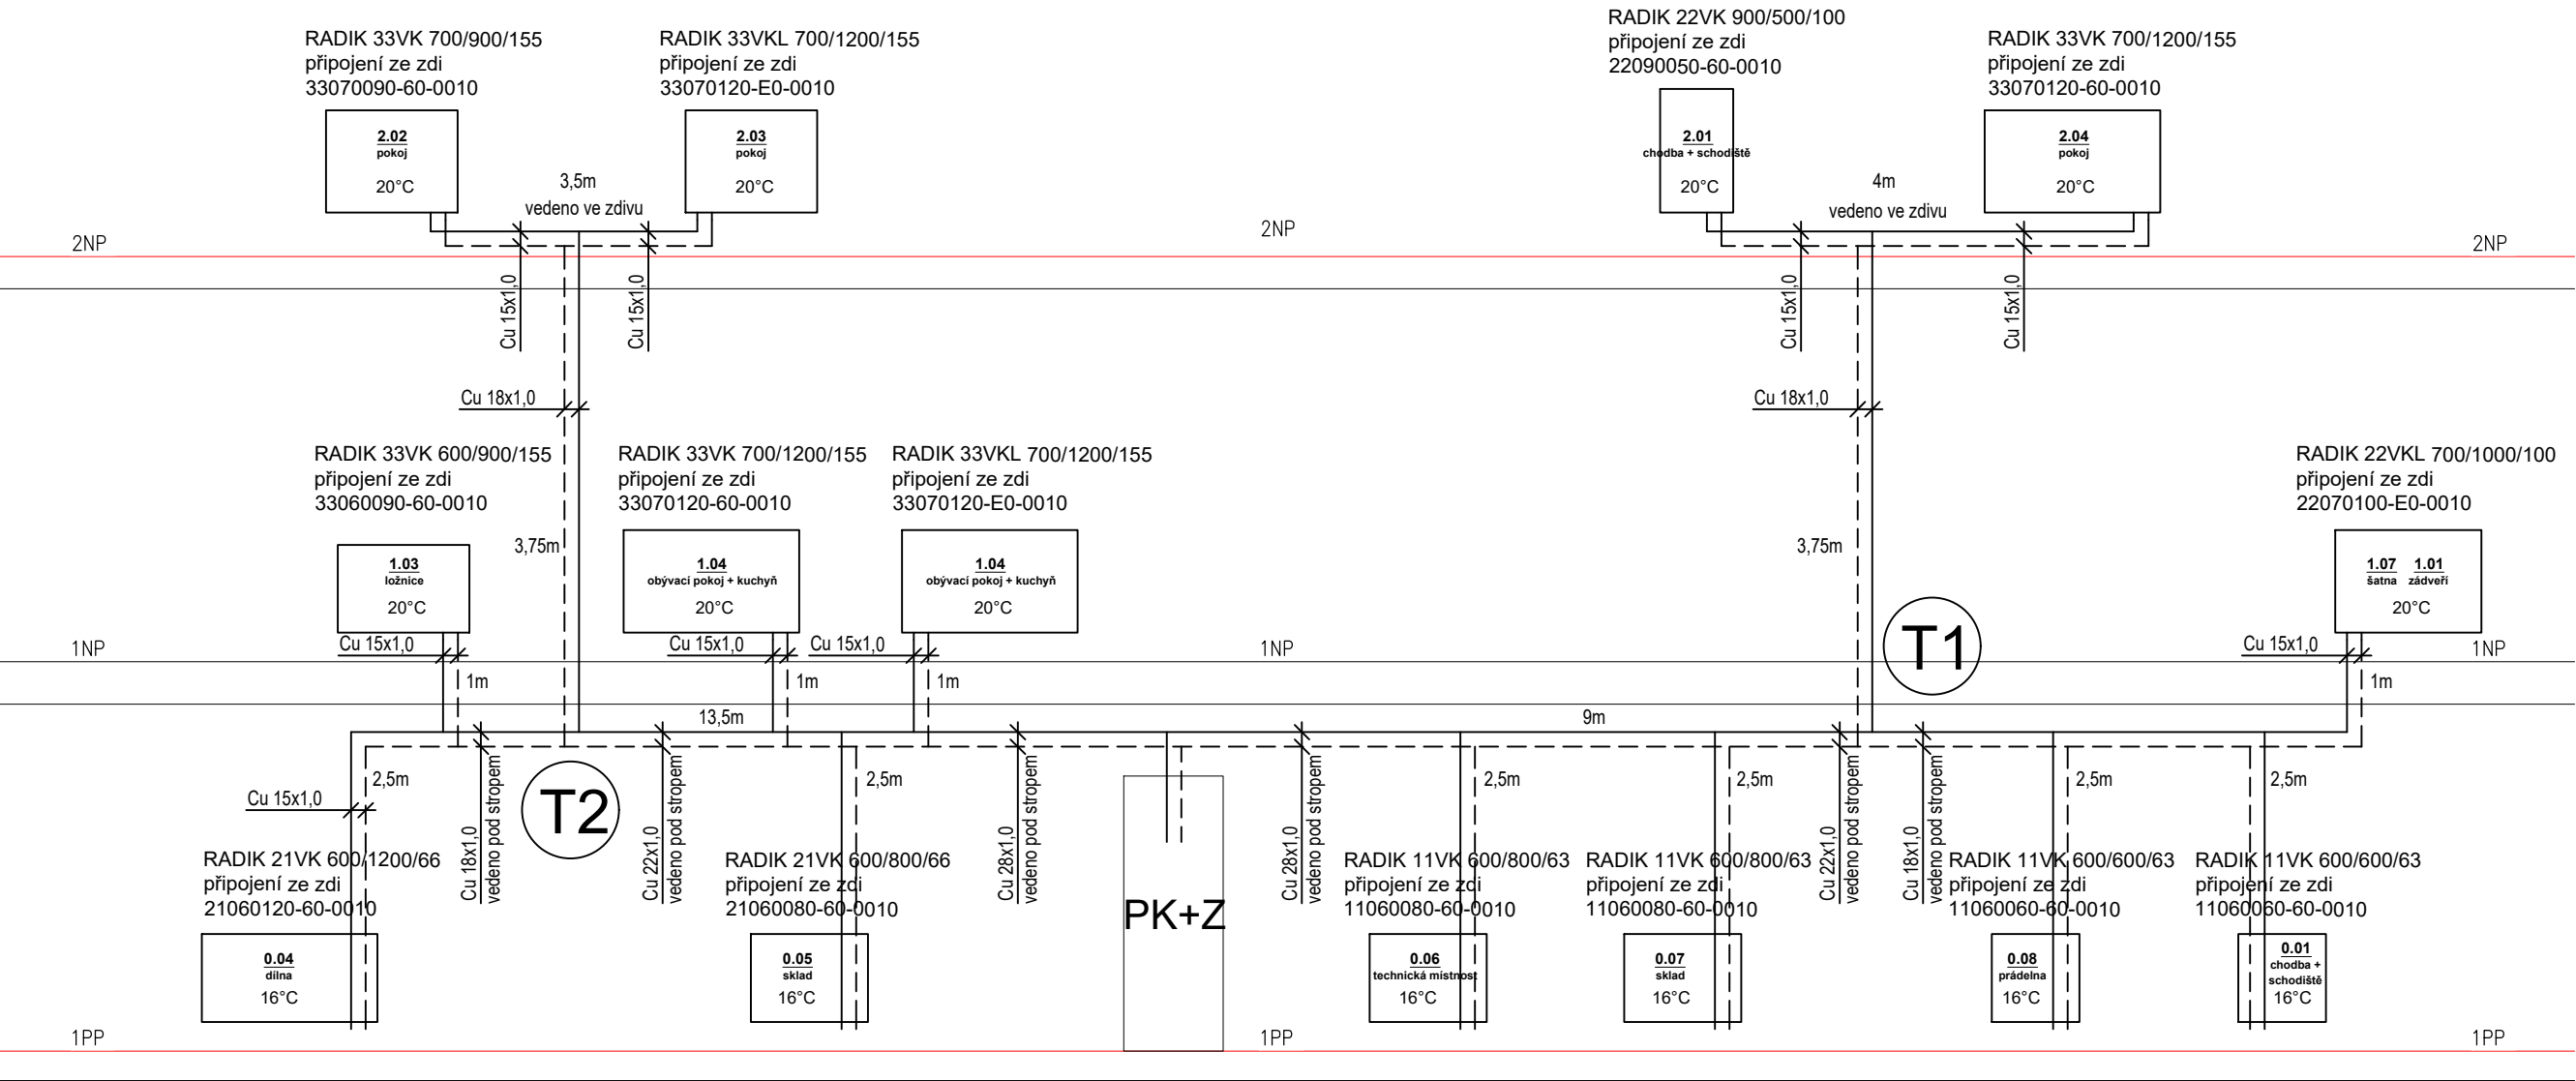 RADIK 33VK 700/900/155
připojení ze zdi
33070090-60-0010
RADIK 33VKL 700/1200/155
připojení ze zdi
33070120-E0-0010
RADIK 22VK 900/500/100
připojení ze zdi
22090050-60-0010
RADIK 33VK 700/1200/155
připojení ze zdi
33070120-60-0010
2.02
pokoj
20°C
2.03
pokoj
20°C
2.01
chodba + schodiště
20°C
2.04
pokoj
20°C
3,5m
vedeno ve zdivu
4m
vedeno ve zdivu
2NP
2NP
2NP
Cu 15x1,0
Cu 15x1,0
Cu 15x1,0
Cu 15x1,0
Cu 18x1,0
Cu 18x1,0
RADIK 33VK 600/900/155
připojení ze zdi
33060090-60-0010
RADIK 33VK 700/1200/155
připojení ze zdi
33070120-60-0010
RADIK 33VKL 700/1200/155
připojení ze zdi
33070120-E0-0010
RADIK 22VKL 700/1000/100
připojení ze zdi
22070100-E0-0010
3,75m
3,75m
1.03
ložnice
20°C
1.04
obývací pokoj + kuchyň
20°C
1.04
obývací pokoj + kuchyň
20°C
1.07 1.01
šatna zádveří
20°C
T1
Cu 15x1,0
Cu 15x1,0
Cu 15x1,0
Cu 15x1,0
1NP
1NP
1NP
1m
1m
1m
1m
13,5m
9m
2,5m
2,5m
2,5m
2,5m
2,5m
2,5m
Cu 15x1,0
T2
Cu 18x1,0
vedeno pod stropem
Cu 22x1,0
vedeno pod stropem
Cu 28x1,0
vedeno pod stropem
Cu 28x1,0
vedeno pod stropem
Cu 22x1,0
vedeno pod stropem
Cu 18x1,0
vedeno pod stropem
RADIK 21VK 600/1200/66
připojení ze zdi
21060120-60-0010
RADIK 21VK 600/800/66
připojení ze zdi
21060080-60-0010
PK+Z
RADIK 11VK 600/800/63
připojení ze zdi
11060080-60-0010
RADIK 11VK 600/800/63
připojení ze zdi
11060080-60-0010
RADIK 11VK 600/600/63
připojení ze zdi
11060060-60-0010
RADIK 11VK 600/600/63
připojení ze zdi
11060060-60-0010
0.04
dílna
16°C
0.05
sklad
16°C
0.06
technická místnost
16°C
0.07
sklad
16°C
0.08
prádelna
16°C
0.01
chodba +
schodiště
16°C
1PP
1PP
1PP